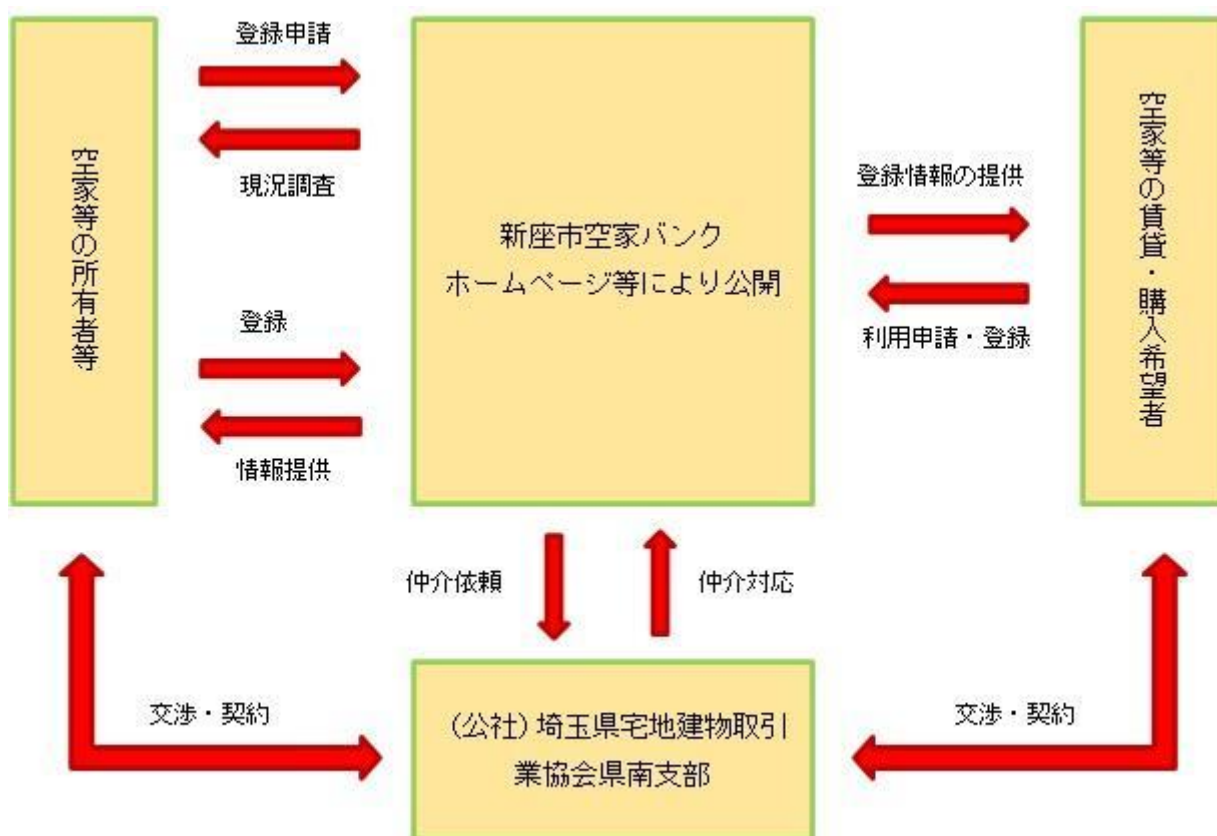 登録申請
現況調査
空家等の所有者等
登録
情報提供
新座市空家バンク
ホームページ等により公開
登録情報の提供
利用申請・登録
空家等の賃貸・購入希望者
仲介依頼
仲介対応
交渉・契約
(公社)埼玉県宅地建物取引
業協会県南支部
交渉・契約